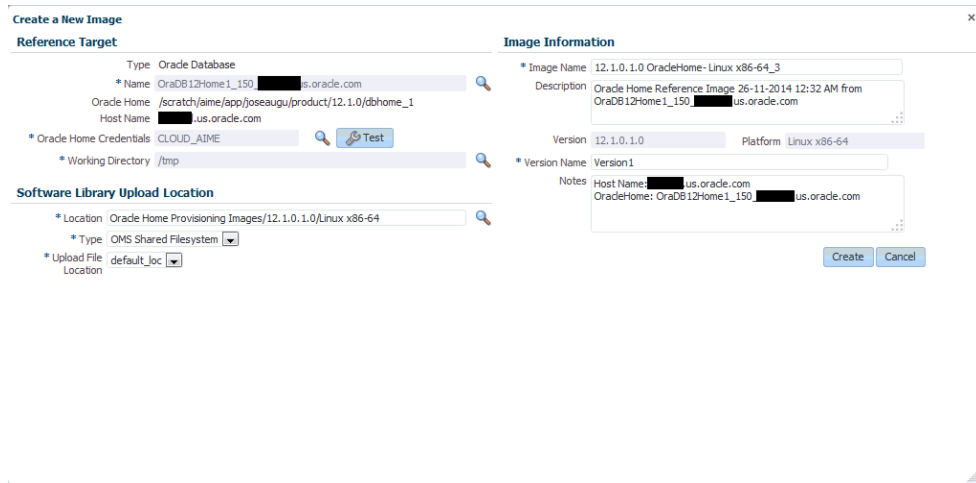 Create a New Image
×
Reference Target
Type Oracle Database
* Name OraDB12Home1_150_ us.oracle.com
Oracle Home /scratch/aime/app/joseaugu/product/12.1.0/dbhome_1
Host Name .us.oracle.com
* Oracle Home Credentials CLOUD_AIME Test
* Working Directory /tmp
Software Library Upload Location
* Location Oracle Home Provisioning Images/12.1.0.1.0/Linux x86-64
* Type OMS Shared Filesystem
* Upload File Location default_loc
Image Information
* Image Name 12.1.0.1.0 OracleHome- Linux x86-64_3
Description Oracle Home Reference Image 26-11-2014 12:32 AM from
OraDB12Home1_150_ us.oracle.com
Version 12.1.0.1.0 Platform Linux x86-64
* Version Name Version1
Notes Host Name: .us.oracle.com
OracleHome: OraDB12Home1_150_ us.oracle.com
Create Cancel